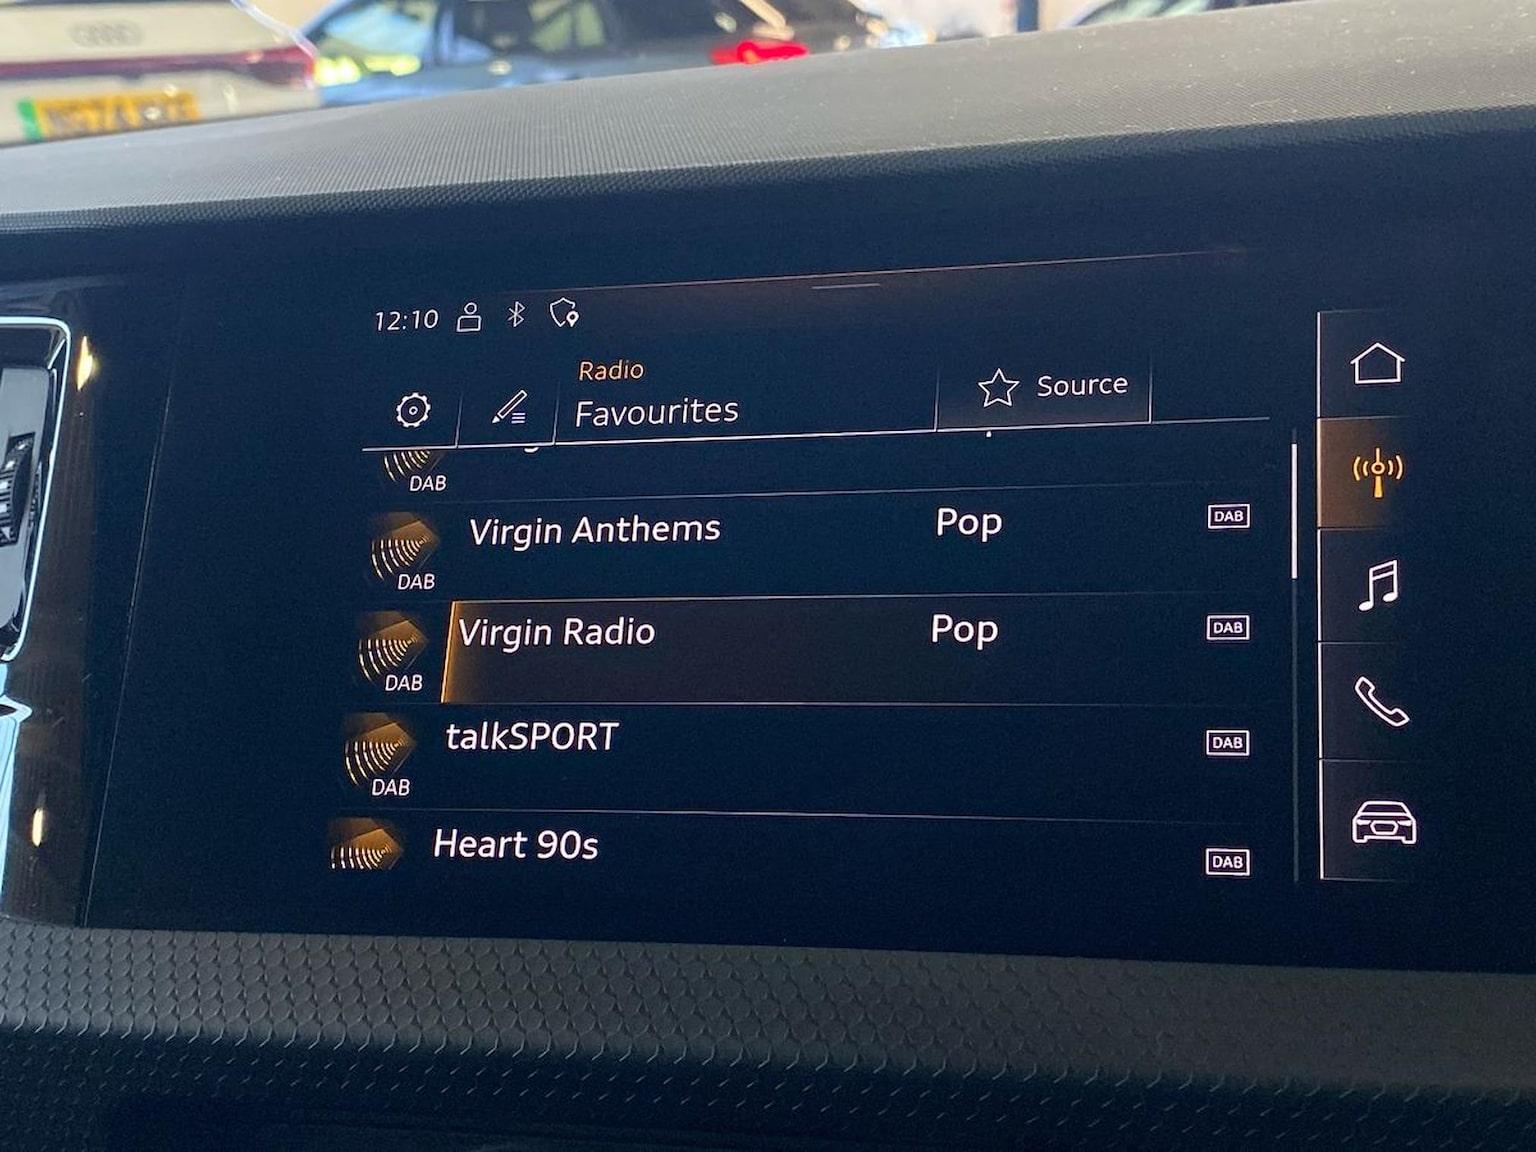 12:10
Radio
Favourites
Source
DAB
Virgin Anthems Pop DAB
DAB
Virgin Radio Pop DAB
DAB
talkSPORT DAB
DAB
Heart 90s DAB